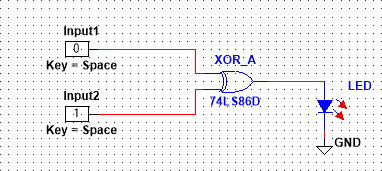 Input1
0
Key = Space
XOR_A
74LS86D
LED
Input2
1
Key = Space
GND